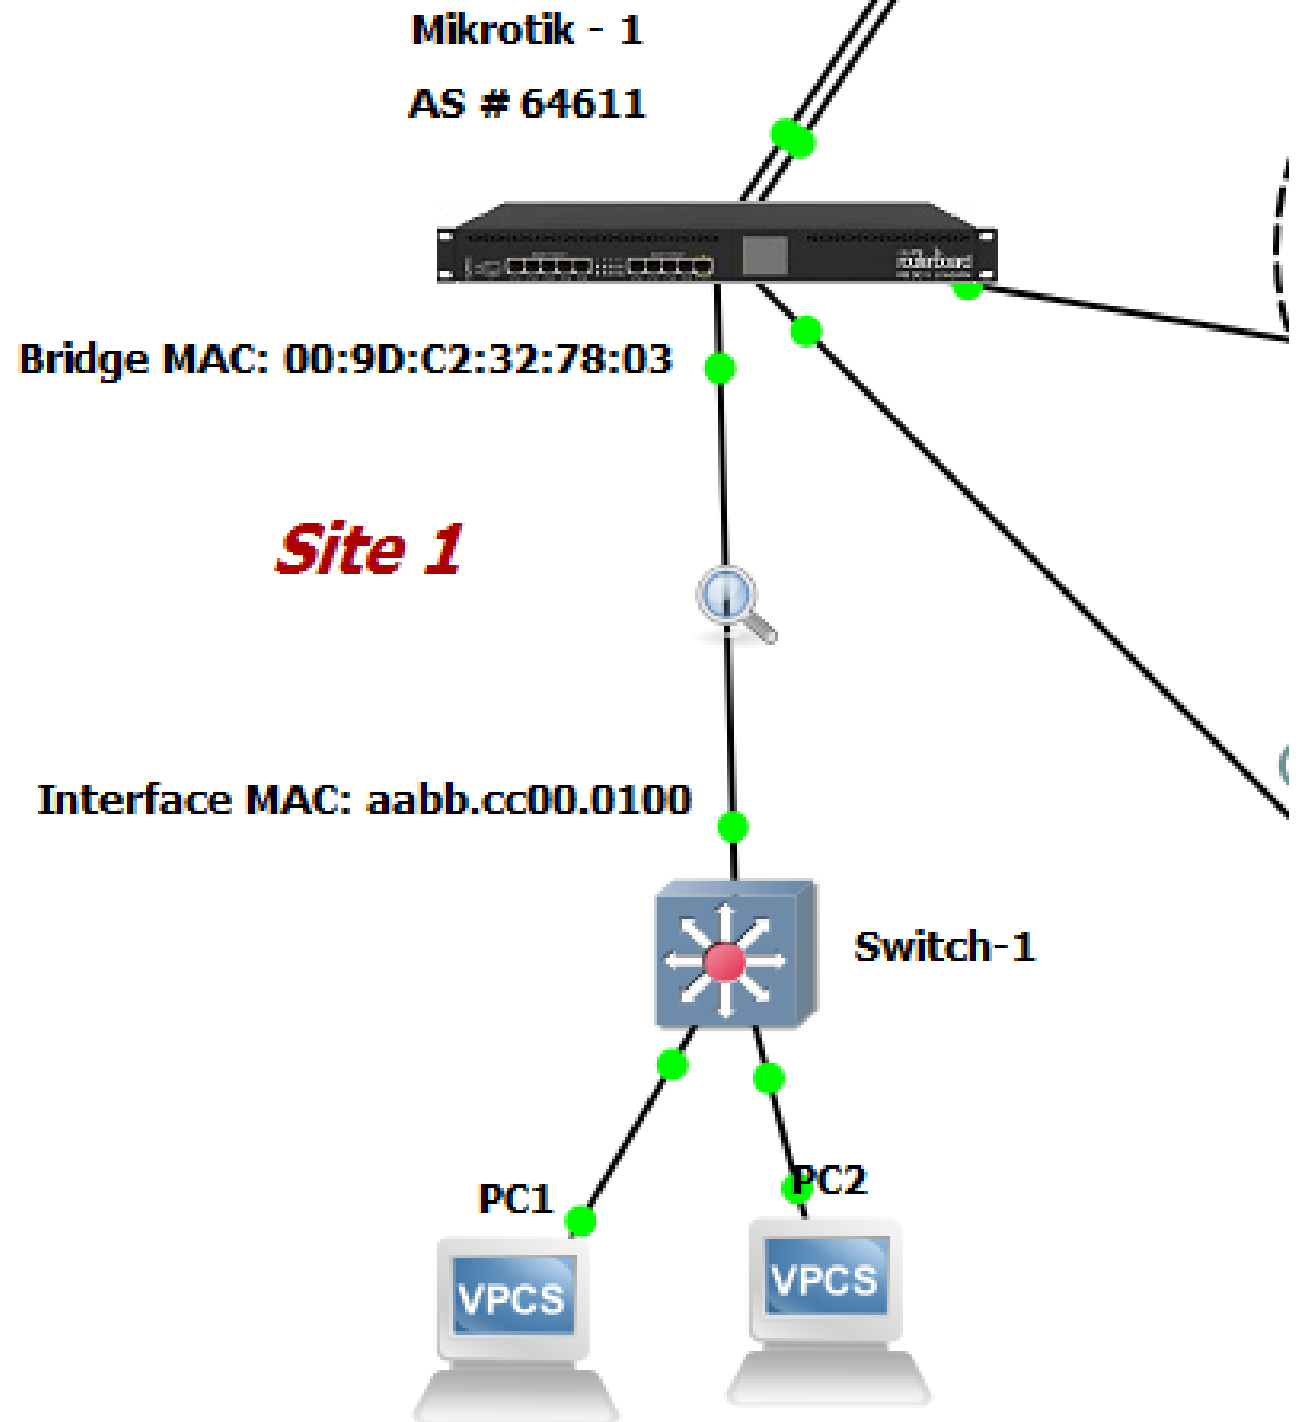 Mikrotik - 1
AS # 64611
Bridge MAC: 00:9D:C2:32:78:03
Site 1
Interface MAC: aabb.cc00.0100
Switch-1
PC1
PC2
VPCS
VPCS